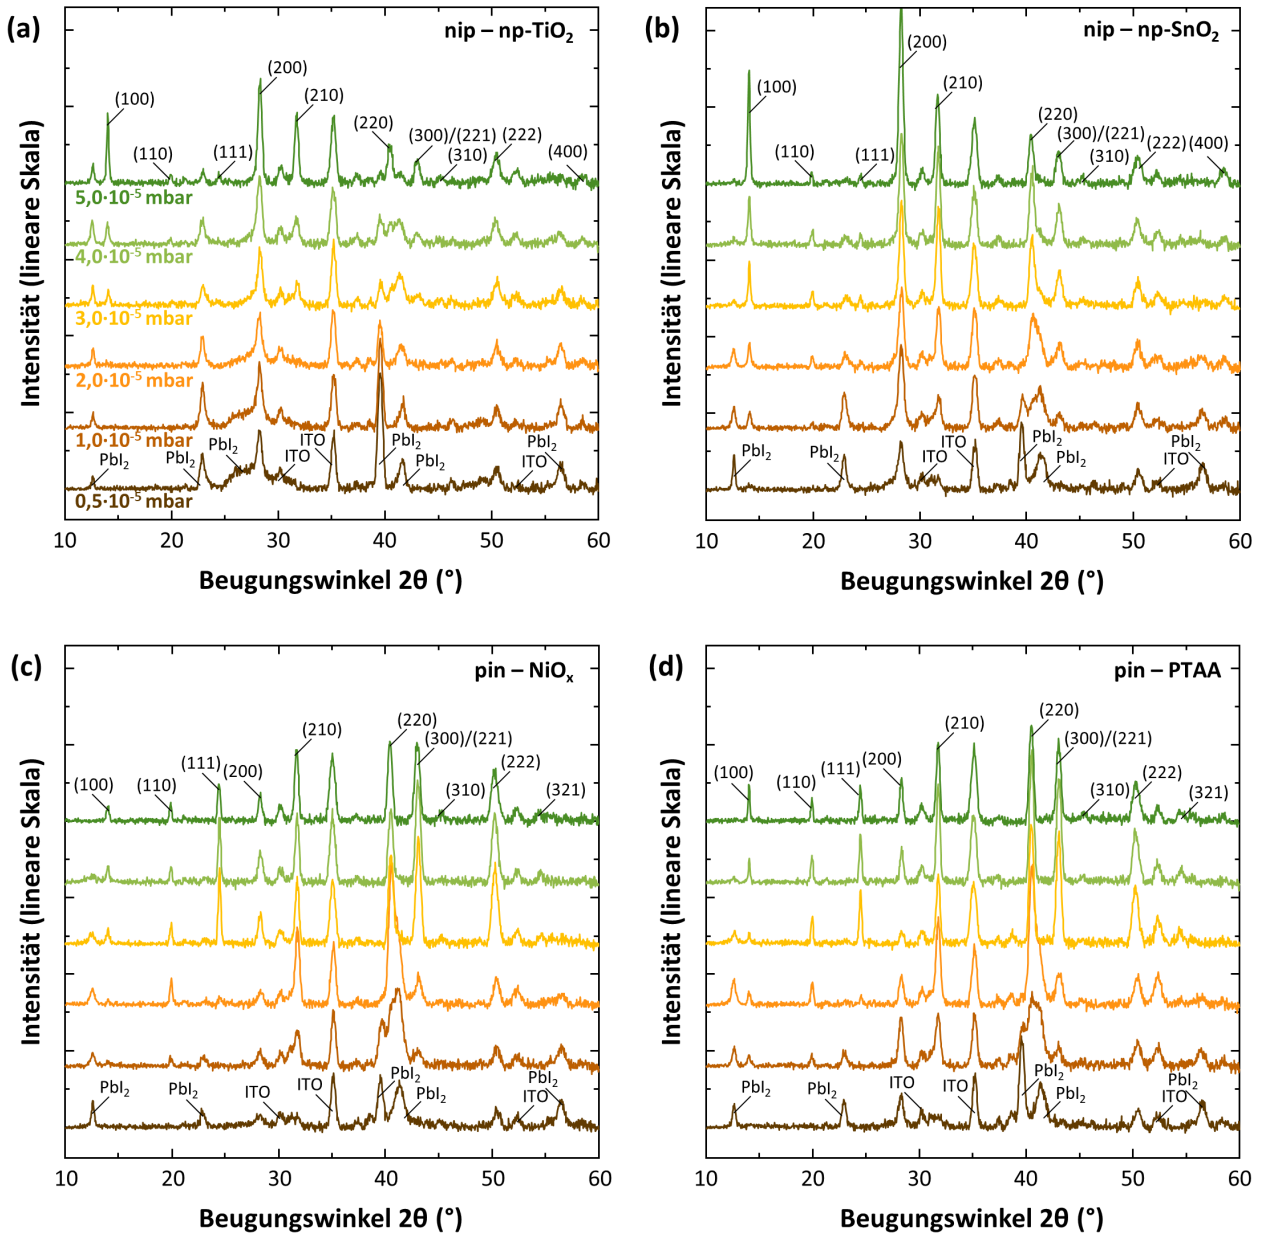 (a)
nip – np-TiO₂
(200)
(100)
(210)
(220)
(300)/(221)
(222)
(110)
(111)
(310)
(400)
5,0·10⁻⁵ mbar
4,0·10⁻⁵ mbar
3,0·10⁻⁵ mbar
2,0·10⁻⁵ mbar
1,0·10⁻⁵ mbar
0,5·10⁻⁵ mbar
PbI₂
PbI₂
PbI₂
ITO
ITO
PbI₂
PbI₂
PbI₂
ITO
Intensität (lineare Skala)
10 20 30 40 50 60
Beugungswinkel 2θ (°)
(b)
nip – np-SnO₂
(200)
(100)
(210)
(220)
(300)/(221)
(110)
(111)
(310)
(222)
(400)
PbI₂
PbI₂
ITO
ITO
PbI₂
PbI₂
PbI₂
ITO
Intensität (lineare Skala)
10 20 30 40 50 60
Beugungswinkel 2θ (°)
(c)
pin – NiOₓ
(100)
(110)
(111)
(200)
(210)
(220)
(300)/(221)
(310)
(222)
(321)
PbI₂
PbI₂
ITO
ITO
PbI₂
PbI₂
PbI₂
ITO
Intensität (lineare Skala)
10 20 30 40 50 60
Beugungswinkel 2θ (°)
(d)
pin – PTAA
(100)
(110)
(111)
(200)
(210)
(220)
(300)/(221)
(310)
(222)
(321)
PbI₂
PbI₂
ITO
ITO
PbI₂
PbI₂
PbI₂
ITO
Intensität (lineare Skala)
10 20 30 40 50 60
Beugungswinkel 2θ (°)